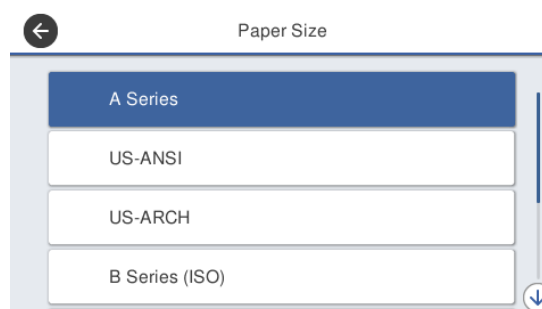 Paper Size
A Series
US-ANSI
US-ARCH
B Series (ISO)